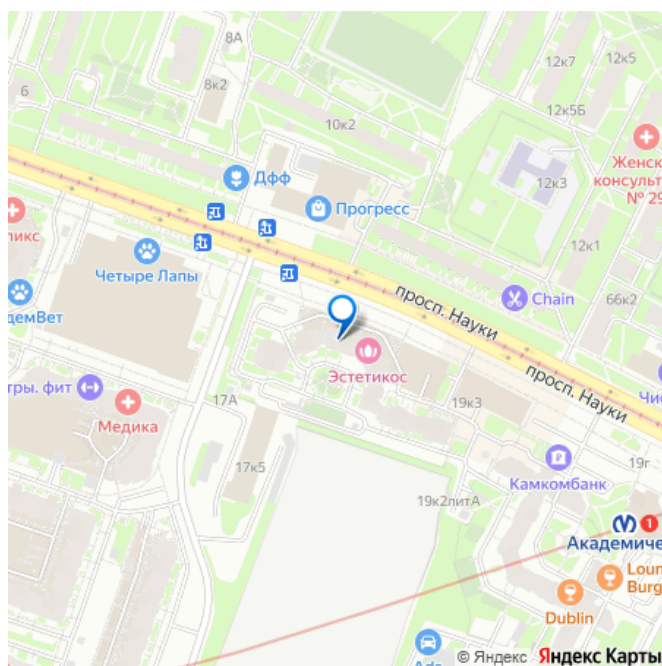 8А
12к7
12к5
8к2
6
10к2
12к5Б
Женск
консульт
№ 29
Дфф
12к3
Прогресс
ликс
Четыре Лапы
12к1
просп. Науки
Chain
66к2
демВет
Эстетикос
просп. Науки
Чис
тры. фит
17А
19к3
Медика
17к5
Камкомбанк
19г
19к2литА
1
Академиче
Loun
Burg
Dublin
Ads
© Яндекс Яндекс Карты